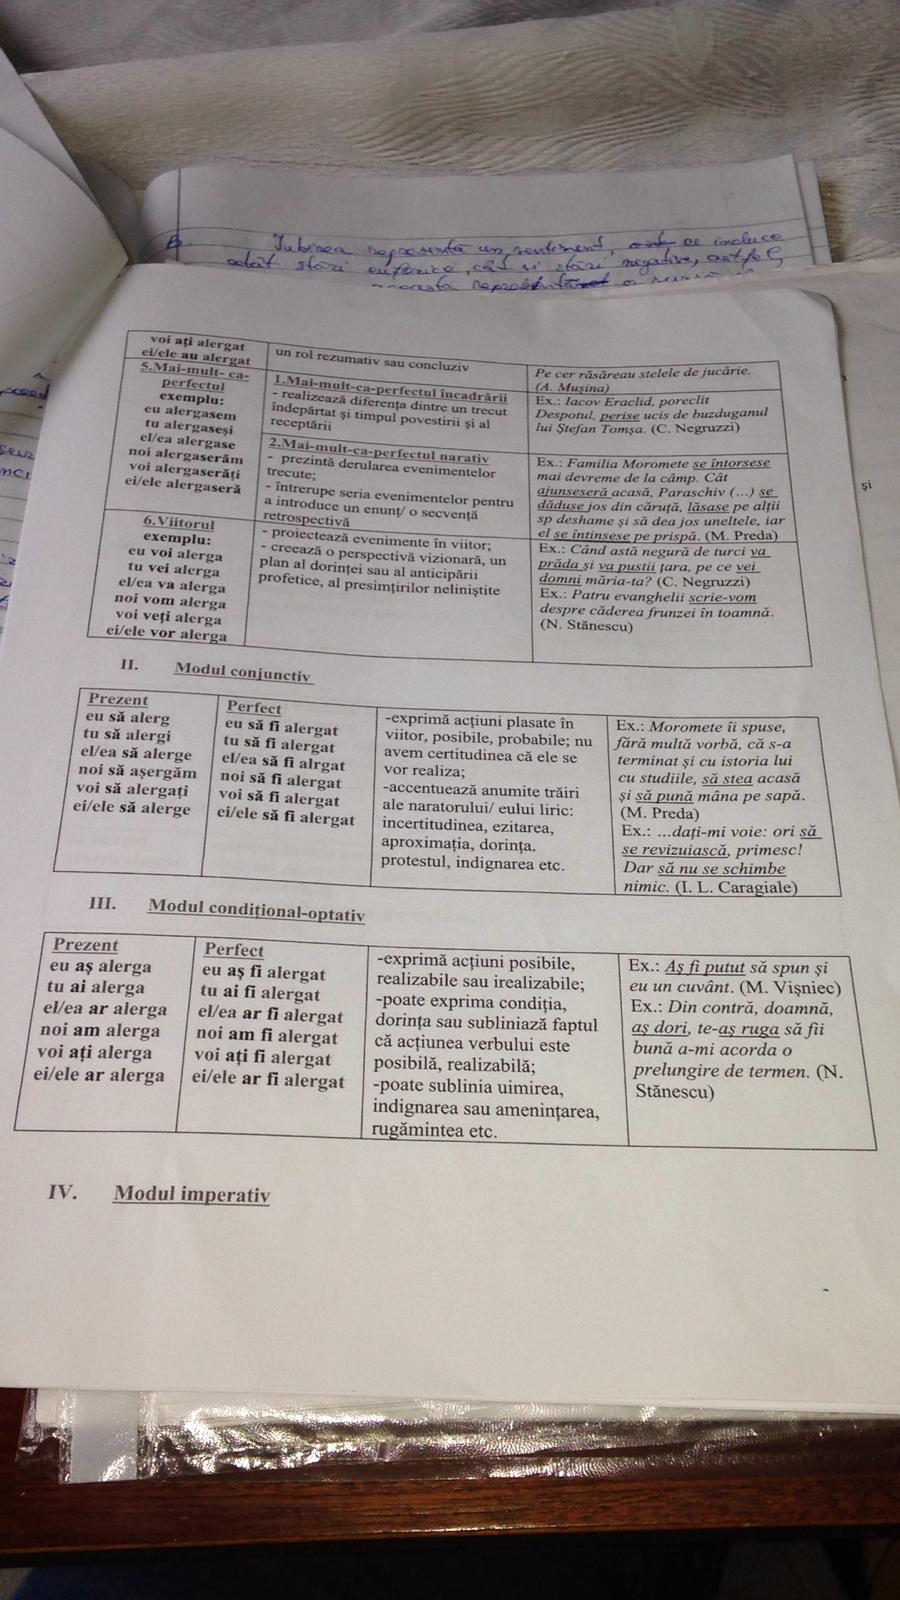 Iubirea reprezintă un sentiment, ce include
atât stări euforice, cât și stări negative, astfel,
voi ați alergat
ei/ele au alergat
un rol rezumativ sau concluziv
Pe cer răsăreau stelele de jucărie.
(A. Mușina)
5.Mai-mult- ca-
perfectul
exemplu:
eu alergasem
tu alergaseși
el/ea alergase
noi alergaserăm
voi alergaserăți
ei/ele alergaseră
1.Mai-mult-ca-perfectul încadrării
- realizează diferența dintre un trecut
îndepărtat și timpul povestirii și al
receptării
Ex.: Iacov Eraclid, poreclit
Despotul, perise ucis de buzduganul
lui Ștefan Tomșa. (C. Negruzzi)
2.Mai-mult-ca-perfectul narativ
- prezintă derularea evenimentelor
trecute;
- întrerupe seria evenimentelor pentru
a introduce un enunț/ o secvență
retrospectivă
Ex.: Familia Moromete se întorsese
mai devreme de la câmp. Cât
ajunseseră acasă, Paraschiv (...) se
dăduse jos din căruță, lăsase pe alții
sp deshame și să dea jos uneltele, iar
el se întinsese pe prispă. (M. Preda)
6.Viitorul
exemplu:
eu voi alerga
tu vei alerga
el/ea va alerga
noi vom alerga
voi veți alerga
ei/ele vor alerga
- proiectează evenimente în viitor;
- creează o perspectivă vizionară, un
plan al dorinței sau al anticipării
profetice, al presimțirilor neliniștite
Ex.: Când astă negură de turci va
prăda și va pustii țara, pe ce vei
domni măria-ta? (C. Negruzzi)
Ex.: Patru evanghelii scrie-vom
despre căderea frunzei în toamnă.
(N. Stănescu)
II. Modul conjunctiv
Prezent
eu să alerg
tu să alergi
el/ea să alerge
noi să așergăm
voi să alergați
ei/ele să alerge
Perfect
eu să fi alergat
tu să fi alergat
el/ea să fi alrgat
noi să fi alergat
voi să fi alergat
ei/ele să fi alergat
-exprimă acțiuni plasate în
viitor, posibile, probabile; nu
avem certitudinea că ele se
vor realiza;
-accentuează anumite trăiri
ale naratorului/ eului liric:
incertitudinea, ezitarea,
aproximația, dorința.
protestul, indignarea etc.
Ex.: Moromete îi spuse,
fără multă vorbă, că s-a
terminat și cu istoria lui
cu studiile, să stea acasă
și să pună mâna pe sapă.
(M. Preda)
Ex.: ...dați-mi voie: ori să
se revizuiască, primesc!
Dar să nu se schimbe
nimic. (I. L. Caragiale)
III. Modul condițional-optativ
Prezent
eu aș alerga
tu ai alerga
el/ea ar alerga
noi am alerga
voi ați alerga
ei/ele ar alerga
Perfect
eu aș fi alergat
tu ai fi alergat
el/ea ar fi alergat
noi am fi alergat
voi ați fi alergat
ei/ele ar fi alergat
-exprimă acțiuni posibile,
realizabile sau irealizabile;
-poate exprima condiția,
dorința sau subliniază faptul
că acțiunea verbului este
posibilă, realizabilă;
-poate sublinia uimirea,
indignarea sau amenințarea,
rugămintea etc.
Ex.: Aș fi putut să spun și
eu un cuvânt. (M. Vișniec)
Ex.: Din contră, doamnă,
aș dori, te-aș ruga să fii
bună a-mi acorda o
prelungire de termen. (N.
Stănescu)
IV. Modul imperativ
și